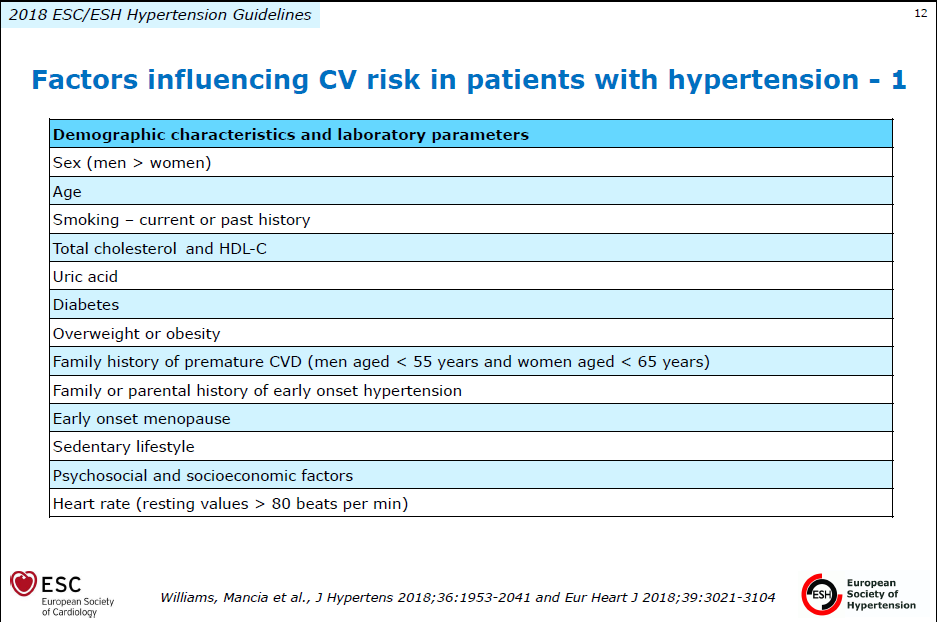 2018 ESC/ESH Hypertension Guidelines
12
Factors influencing CV risk in patients with hypertension - 1
Demographic characteristics and laboratory parameters
Sex (men > women)
Age
Smoking – current or past history
Total cholesterol and HDL-C
Uric acid
Diabetes
Overweight or obesity
Family history of premature CVD (men aged < 55 years and women aged < 65 years)
Family or parental history of early onset hypertension
Early onset menopause
Sedentary lifestyle
Psychosocial and socioeconomic factors
Heart rate (resting values > 80 beats per min)
ESC
European Society
of Cardiology
Williams, Mancia et al., J Hypertens 2018;36:1953-2041 and Eur Heart J 2018;39:3021-3104
ESH
European
Society of
Hypertension